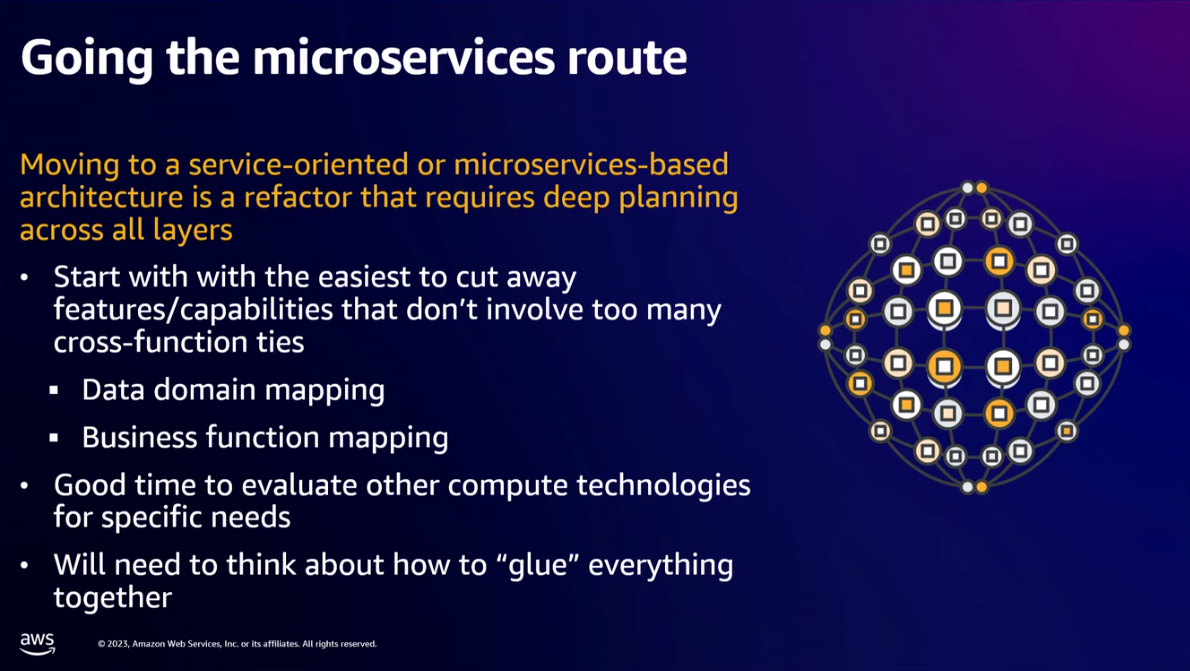 Going the microservices route
Moving to a service-oriented or microservices-based
architecture is a refactor that requires deep planning
across all layers
• Start with with the easiest to cut away
features/capabilities that don’t involve too many
cross-function ties
▪ Data domain mapping
▪ Business function mapping
• Good time to evaluate other compute technologies
for specific needs
• Will need to think about how to “glue” everything
together
aws
© 2023, Amazon Web Services, Inc. or its affiliates. All rights reserved.